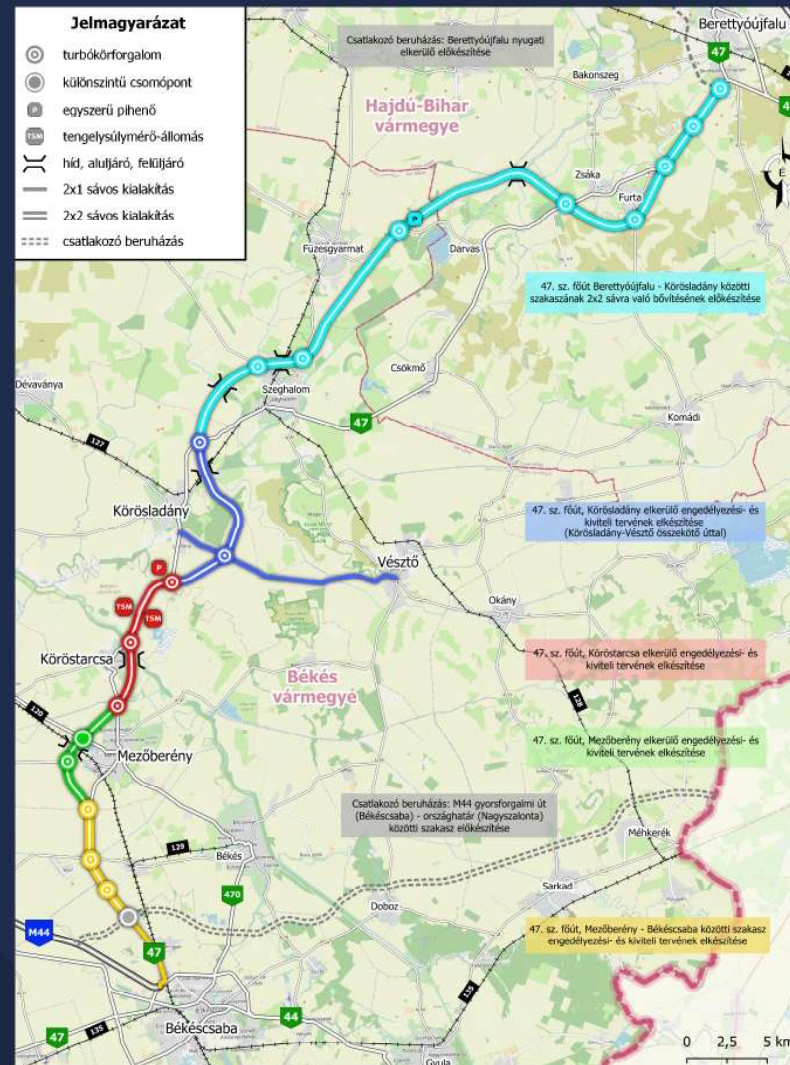 Jelmagyarázat
turbókörforgalom
különszintű csomópont
P
egyszerű pihenő
TSM
tengelysúlymérő-állomás
híd, aluljáró, felüljáró
2x1 sávos kialakítás
2x2 sávos kialakítás
csatlakozó beruházás
Csatlakozó beruházás: Berettyóújfalu nyugati
elkerülő előkészítése
Berettyóújfalu
47
Bakonszeg
Hajdú-Bihar
vármegye
É
Zsáka
Furta
P
Füzesgyarmat
Darvas
47. sz. főút Berettyóújfalu - Körösladány közötti
szakaszának 2x2 sávra való bővítésének előkészítése
Csökmő
Dévaványa
Szeghalom
47
Komádi
127
Körösladány
47. sz. főút, Körösladány elkerülő engedélyezési- és
kiviteli tervének elkészítése
(Körösladány-Vésztő összekötő úttal)
Vésztő
P
Okány
TSM
TSM
Köröstarcsa
47. sz. főút, Köröstarcsa elkerülő engedélyezési- és
kiviteli tervének elkészítése
Békés
vármegye
128
120
Mezőberény
47. sz. főút, Mezőberény elkerülő engedélyezési- és
kiviteli tervének elkészítése
Csatlakozó beruházás: M44 gyorsforgalmi út
(Békéscsaba) - országhatár (Nagyszalonta)
közötti szakasz előkészítése
Méhkerék
129
Békés
470
Sarkad
Doboz
M44
47
47. sz. főút, Mezőberény - Békéscsaba közötti szakasz
engedélyezési- és kiviteli tervének elkészítése
135
44
47
135
Békéscsaba
Gyula
0 2,5 5 km